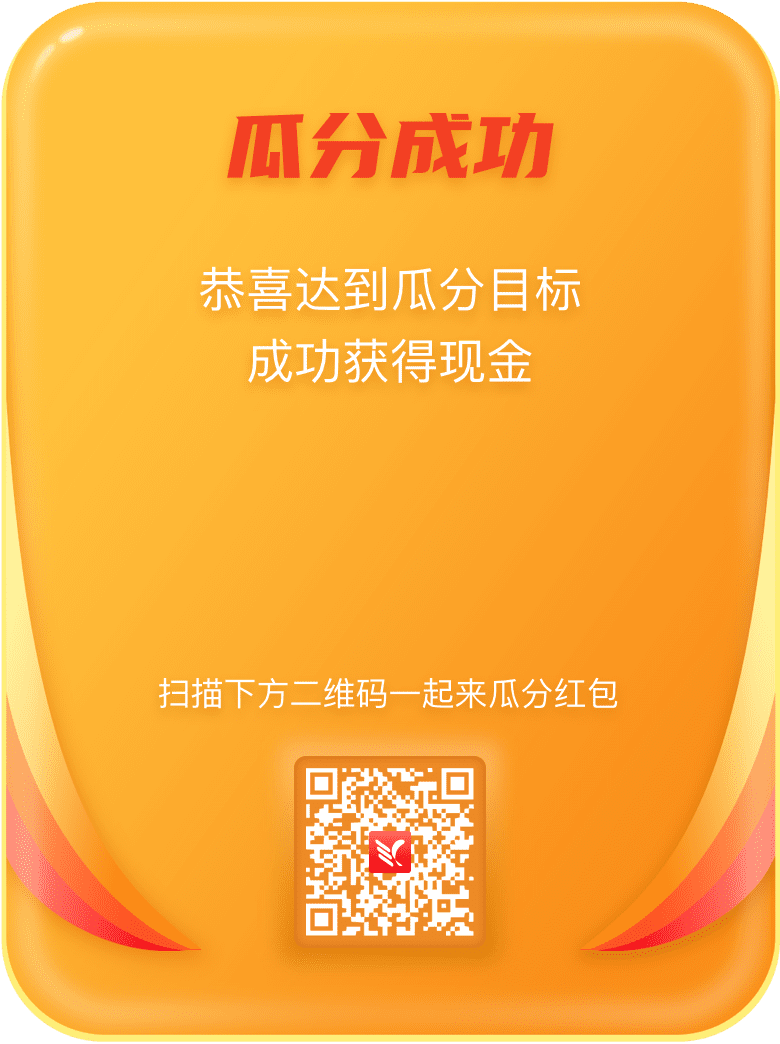 瓜分成功
恭喜达到瓜分目标
成功获得现金
扫描下方二维码一起来瓜分红包